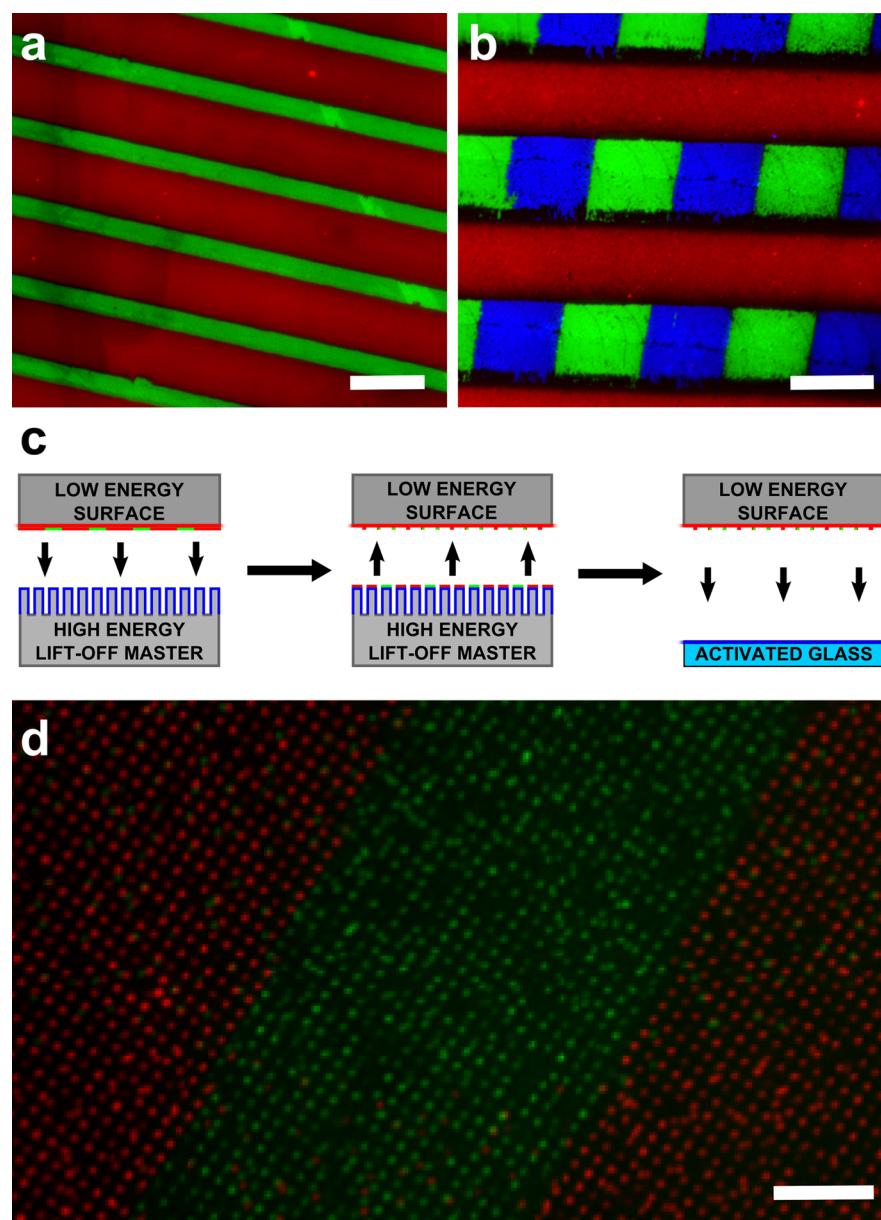 a
b
c
LOW ENERGY
SURFACE
HIGH ENERGY
LIFT-OFF MASTER
LOW ENERGY
SURFACE
HIGH ENERGY
LIFT-OFF MASTER
LOW ENERGY
SURFACE
ACTIVATED GLASS
d